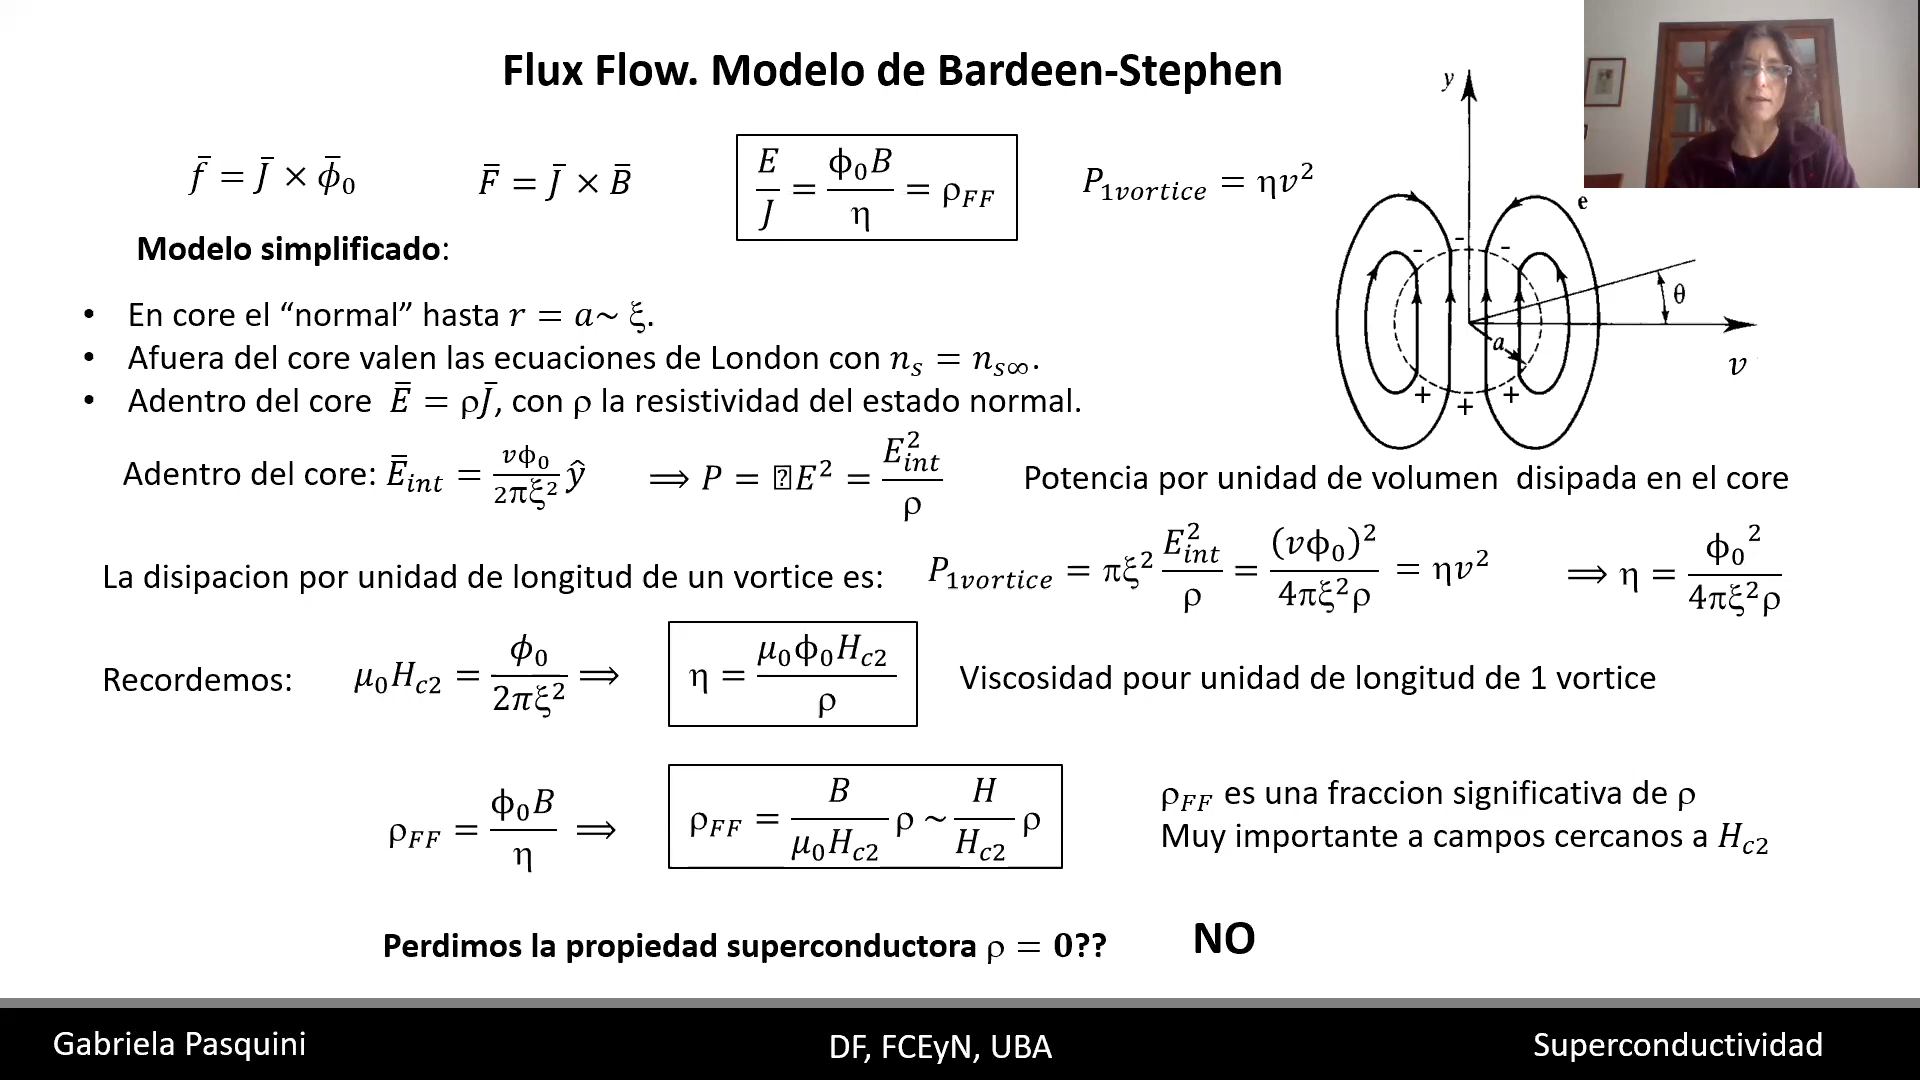 Flux Flow. Modelo de Bardeen-Stephen
f̄ = J̄ × ϕ̄₀
F̄ = J̄ × B̄
E/J = ϕ₀B/η = ρ_FF
P_1vortice = ηv²
Modelo simplificado:
• En core el “normal” hasta r = a~ ξ.
• Afuera del core valen las ecuaciones de London con n_s = n_s∞.
• Adentro del core Ē = ρJ̄, con ρ la resistividad del estado normal.
y
e
θ
a
v
- - -
+ + +
Adentro del core: Ē_int = vϕ₀/2πξ² ŷ ⟹ P = ⍰E² = E²_int/ρ Potencia por unidad de volumen disipada en el core
La disipacion por unidad de longitud de un vortice es: P_1vortice = πξ² E²_int/ρ = (vϕ₀)²/4πξ²ρ = ηv² ⟹ η = ϕ₀²/4πξ²ρ
Recordemos: μ₀H_c2 = ϕ₀/2πξ² ⟹ η = μ₀ϕ₀H_c2/ρ Viscosidad pour unidad de longitud de 1 vortice
ρ_FF = ϕ₀B/η ⟹ ρ_FF = B/μ₀H_c2 ρ ~ H/H_c2 ρ
ρ_FF es una fraccion significativa de ρ
Muy importante a campos cercanos a H_c2
Perdimos la propiedad superconductora ρ = 0?? NO
Gabriela Pasquini
DF, FCEyN, UBA
Superconductividad